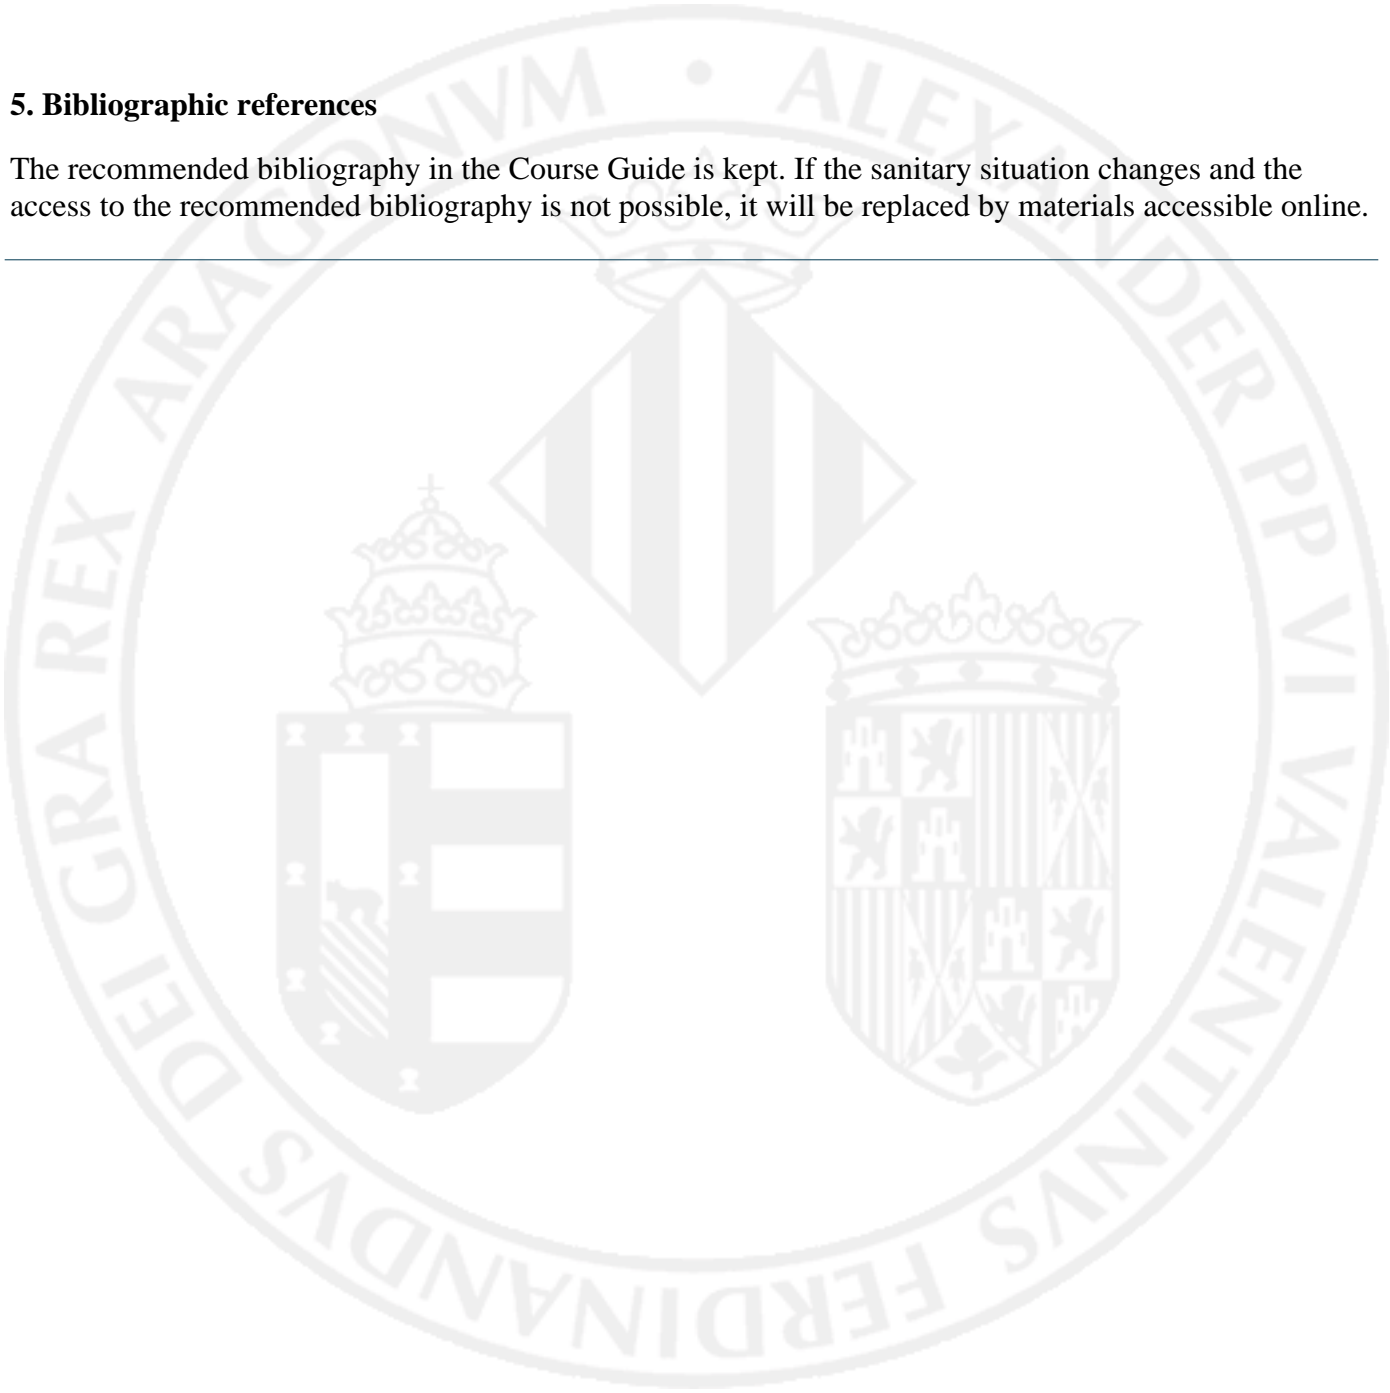 5. Bibliographic references
The recommended bibliography in the Course Guide is kept. If the sanitary situation changes and the
access to the recommended bibliography is not possible, it will be replaced by materials accessible online.
• ALEXANDER PP VI VALENTINVS FERDINANDVS DEI GRA REX ARAGONVM